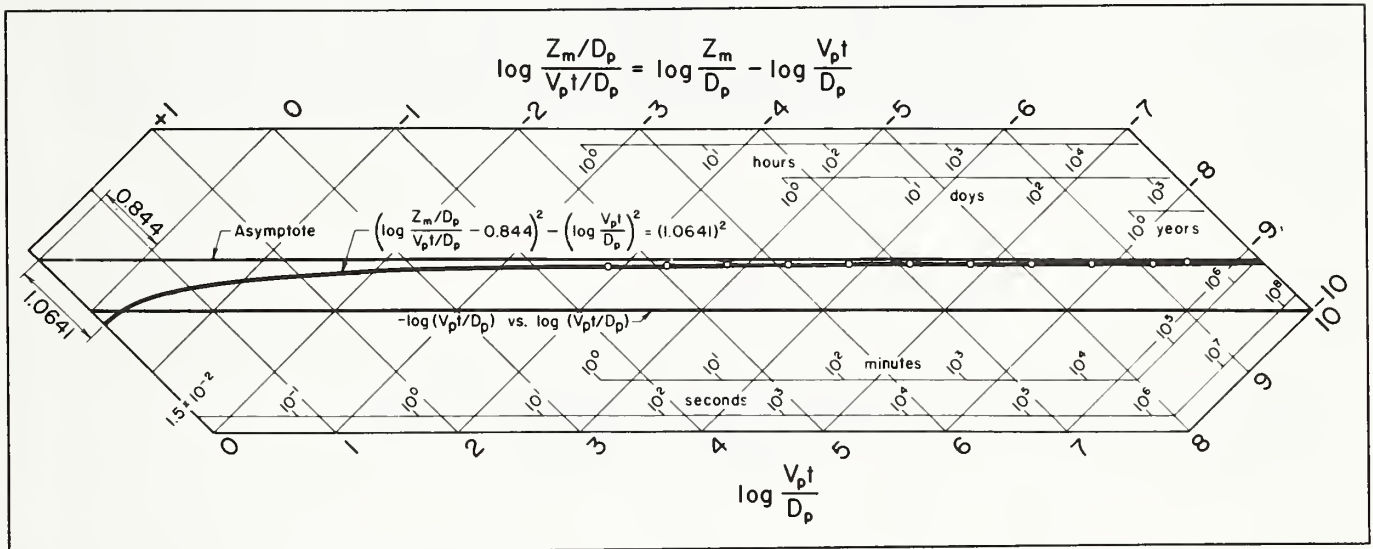 log Z_m/D_p / V_pt/D_p = log Z_m / D_p - log V_pt / D_p
+1 0 -1 -2 -3 -4 -5 -6 -7
10⁰ 10¹ 10² 10³ 10⁴
hours
10⁰ 10¹ 10² 10³
doys
-8
10⁰
yeors
-9
0.844
Asymptote
(log Z_m/D_p / V_pt/D_p - 0.844)² - (log V_pt / D_p)² = (1.0641)²
1.0641
-log(V_pt/D_p) vs. log (V_pt/D_p)
10⁶ 10⁸
-10
10
10⁵ 10⁷
9
10⁰ 10¹ 10² 10³ 10⁴
minutes
1.5 × 10⁻² 10⁻¹ 10⁰ 10¹ 10² 10³ 10⁴ 10⁵ 10⁶
seconds
0 1 2 3 4 5 6 7 8
log V_pt / D_p